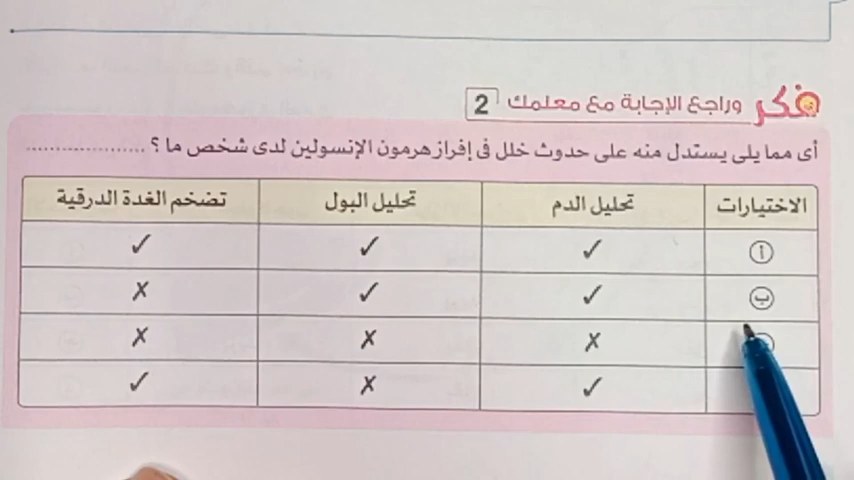 فكر وراجع الإجابة مع معلمك 2
أى مما يلى يستدل منه على حدوث خلل فى إفراز هرمون الإنسولين لدى شخص ما ؟ ....................
الاختيارات تحليل الدم تحليل البول تضخم الغدة الدرقية
أ ✓ ✓ ✓
ب ✓ ✓ ✗
✗ ✗ ✗
✓ ✗ ✓